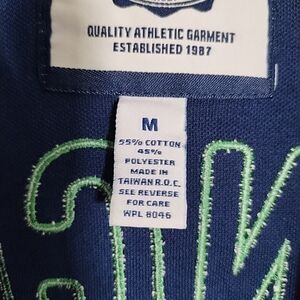 QUALITY ATHLETIC GARMENT
ESTABLISHED 1987
M
55% COTTON
45%
POLYESTER
MADE IN
TAIWAN R.O.C.
SEE REVERSE
FOR CARE
WPL 8046